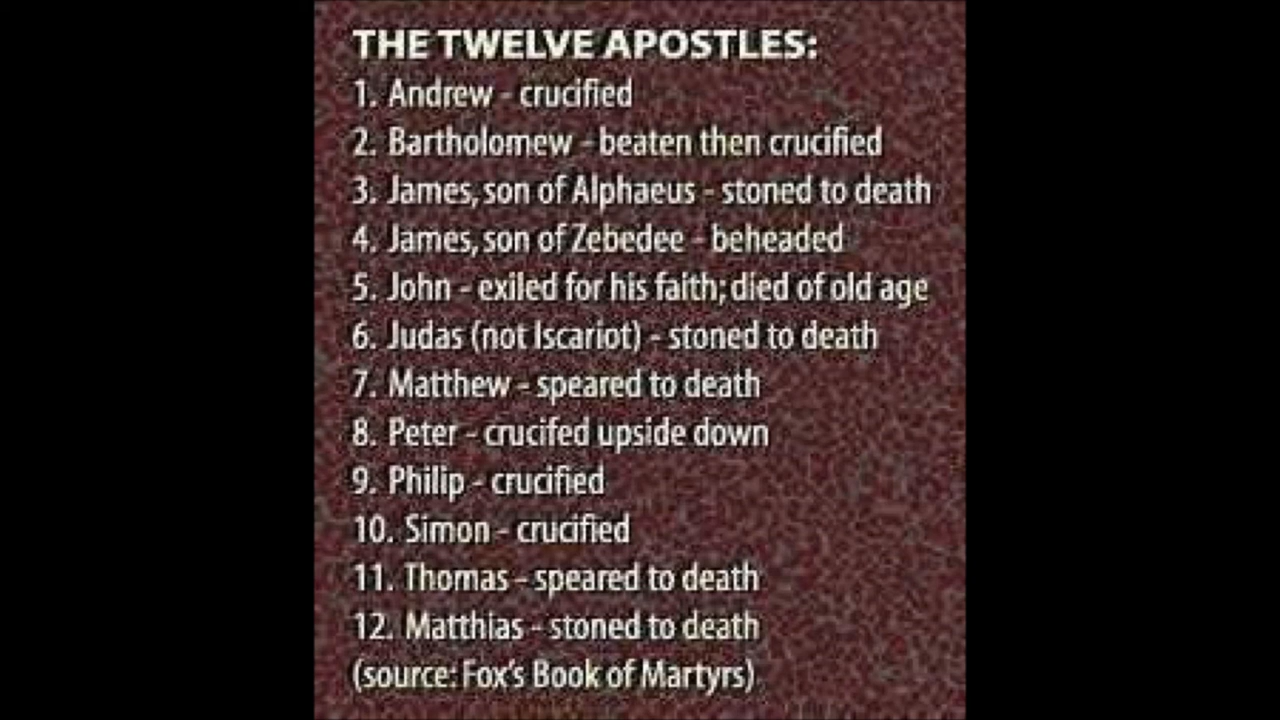 THE TWELVE APOSTLES:
1. Andrew - crucified
2. Bartholomew - beaten then crucified
3. James, son of Alphaeus - stoned to death
4. James, son of Zebedee - beheaded
5. John - exiled for his faith; died of old age
6. Judas (not Iscariot) - stoned to death
7. Matthew - speared to death
8. Peter - crucifed upside down
9. Philip - crucified
10. Simon - crucified
11. Thomas - speared to death
12. Matthias - stoned to death
(source: Fox's Book of Martyrs)